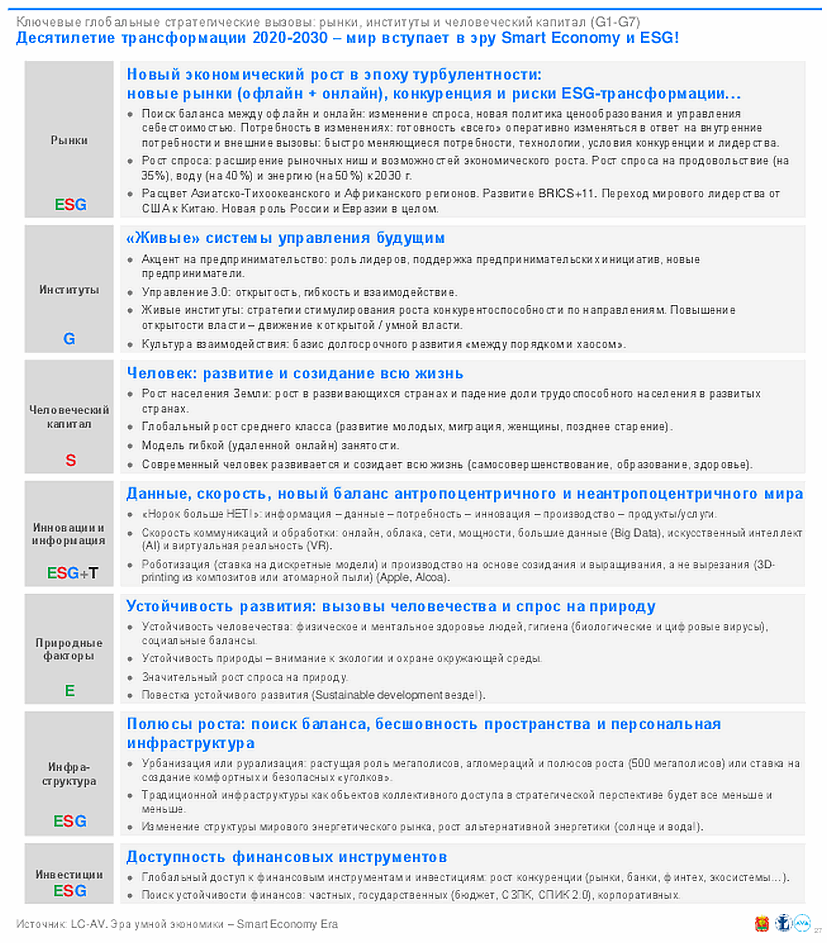 Ключевые глобальные стратегические вызовы: рынки, институты и человеческий капитал (G1-G7)
Десятилетие трансформации 2020-2030 – мир вступает в эру Smart Economy и ESG!
Рынки
ESG
Новый экономический рост в эпоху турбулентности:
новые рынки (офлайн + онлайн), конкуренция и риски ESG-трансформации…
• Поиск баланса между офлайн и онлайн: изменение спроса, новая политика ценообразования и управления
себестоимостью. Потребность в изменениях: готовность «всего» оперативно изменяться в ответ на внутренние
потребности и внешние вызовы: быстро меняющиеся потребности, технологии, условия конкуренции и лидерства.
• Рост спроса: расширение рыночных ниш и возможностей экономического роста. Рост спроса на продовольствие (на
35%), воду (на 40%) и энергию (на 50%) к 2030 г.
• Расцвет Азиатско-Тихоокеанского и Африканского регионов. Развитие BRICS+11. Переход мирового лидерства от
США к Китаю. Новая роль России и Евразии в целом.
Институты
G
«Живые» системы управления будущим
• Акцент на предпринимательство: роль лидеров, поддержка предпринимательских инициатив, новые
предприниматели.
• Управление 3.0: открытость, гибкость и взаимодействие.
• Живые институты: стратегии стимулирования роста конкурентоспособности по направлениям. Повышение
открытости власти – движение к открытой / умной власти.
• Культура взаимодействия: базис долгосрочного развития «между порядком и хаосом».
Человеческий
капитал
S
Человек: развитие и созидание всю жизнь
• Рост населения Земли: рост в развивающихся странах и падение доли трудоспособного населения в развитых
странах.
• Глобальный рост среднего класса (развитие молодых, миграция, женщины, позднее старение).
• Модель гибкой (удаленной онлайн) занятости.
• Современный человек развивается и созидает всю жизнь (самосовершенствование, образование, здоровье).
Инновации и
информация
ESG+T
Данные, скорость, новый баланс антропоцентричного и неантропоцентричного мира
• «Норок больше НЕТ!»: информация – данные – потребность – инновация – производство – продукты/услуги.
• Скорость коммуникаций и обработки: онлайн, облака, сети, мощности, большие данные (Big Data), искусственный интеллект
(AI) и виртуальная реальность (VR).
• Роботизация (ставка на дискретные модели) и производство на основе созидания и выращивания, а не вырезания (3D-
printing из композитов или атомарной пыли) (Apple, Alcoa).
Природные
факторы
E
Устойчивость развития: вызовы человечества и спрос на природу
• Устойчивость человечества: физическое и ментальное здоровье людей, гигиена (биологические и цифровые вирусы),
социальные балансы.
• Устойчивость природы – внимание к экологии и охране окружающей среды.
• Значительный рост спроса на природу.
• Повестка устойчивого развития (Sustainable development везде!).
Инфра-
структура
ESG
Полюсы роста: поиск баланса, бесшовность пространства и персональная
инфраструктура
• Урбанизация или рурализация: растущая роль мегаполисов, агломераций и полюсов роста (500 мегаполисов) или ставка на
создание комфортных и безопасных «уголков».
• Традиционной инфраструктуры как объектов коллективного доступа в стратегической перспективе будет все меньше и
меньше.
• Изменение структуры мирового энергетического рынка, рост альтернативной энергетики (солнце и вода!).
Инвестиции
ESG
Доступность финансовых инструментов
• Глобальный доступ к финансовым инструментам и инвестициям: рост конкуренции (рынки, банки, финтех, экосистемы…).
• Поиск устойчивости финансов: частных, государственных (бюджет, СЗПК, СПИК 2.0), корпоративных.
Источник: LC-AV. Эра умной экономики – Smart Economy Era
27